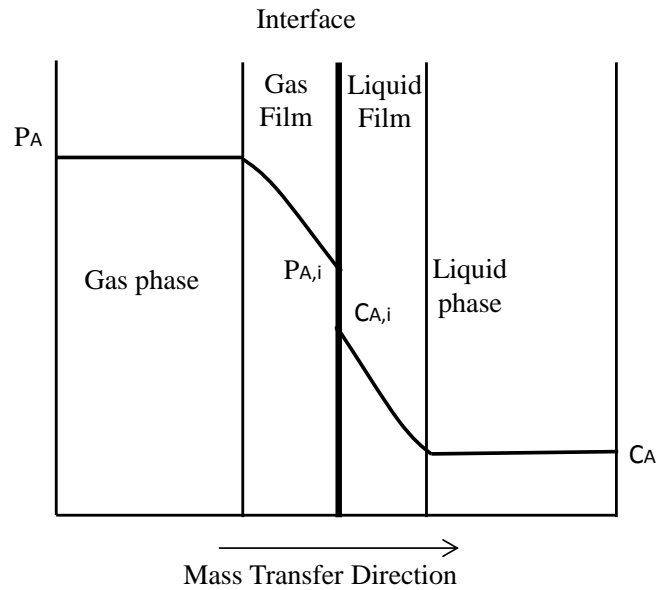 Interface
Gas
Film
Liquid
Film
PA
PA,i
Gas phase
Liquid
phase
CA,i
CA
Mass Transfer Direction